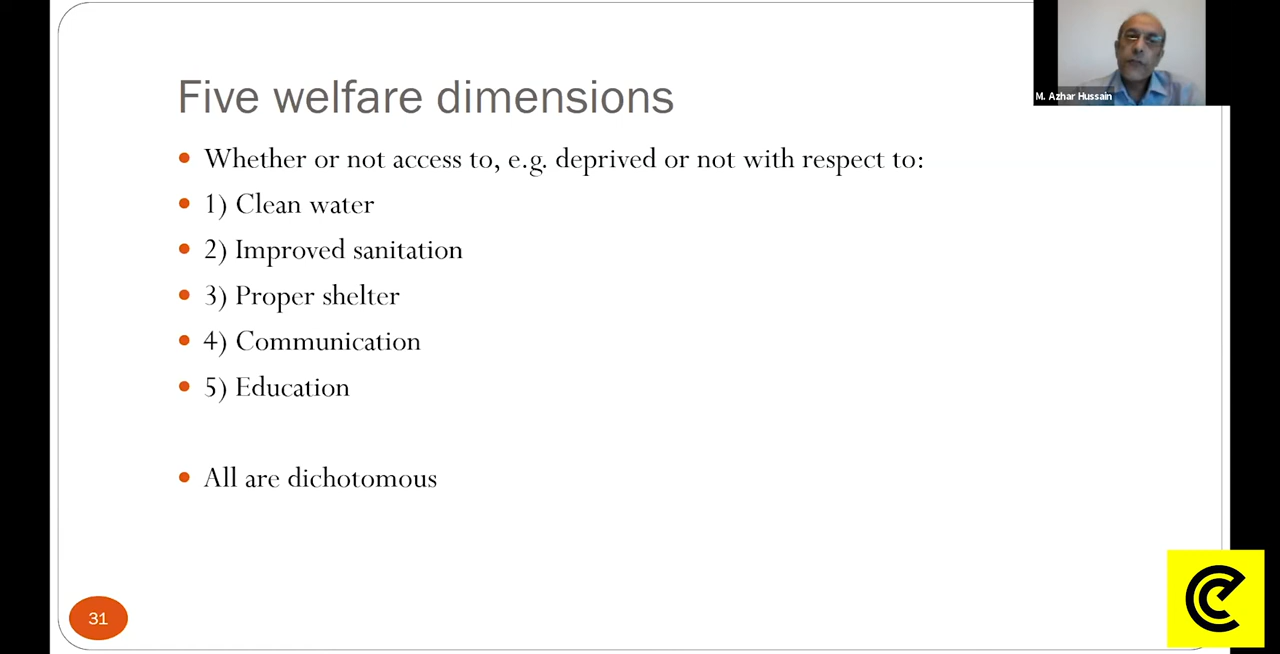 Five welfare dimensions
M. Azhar Hussain
Whether or not access to, e.g. deprived or not with respect to:
1) Clean water
2) Improved sanitation
3) Proper shelter
4) Communication
5) Education
All are dichotomous
31